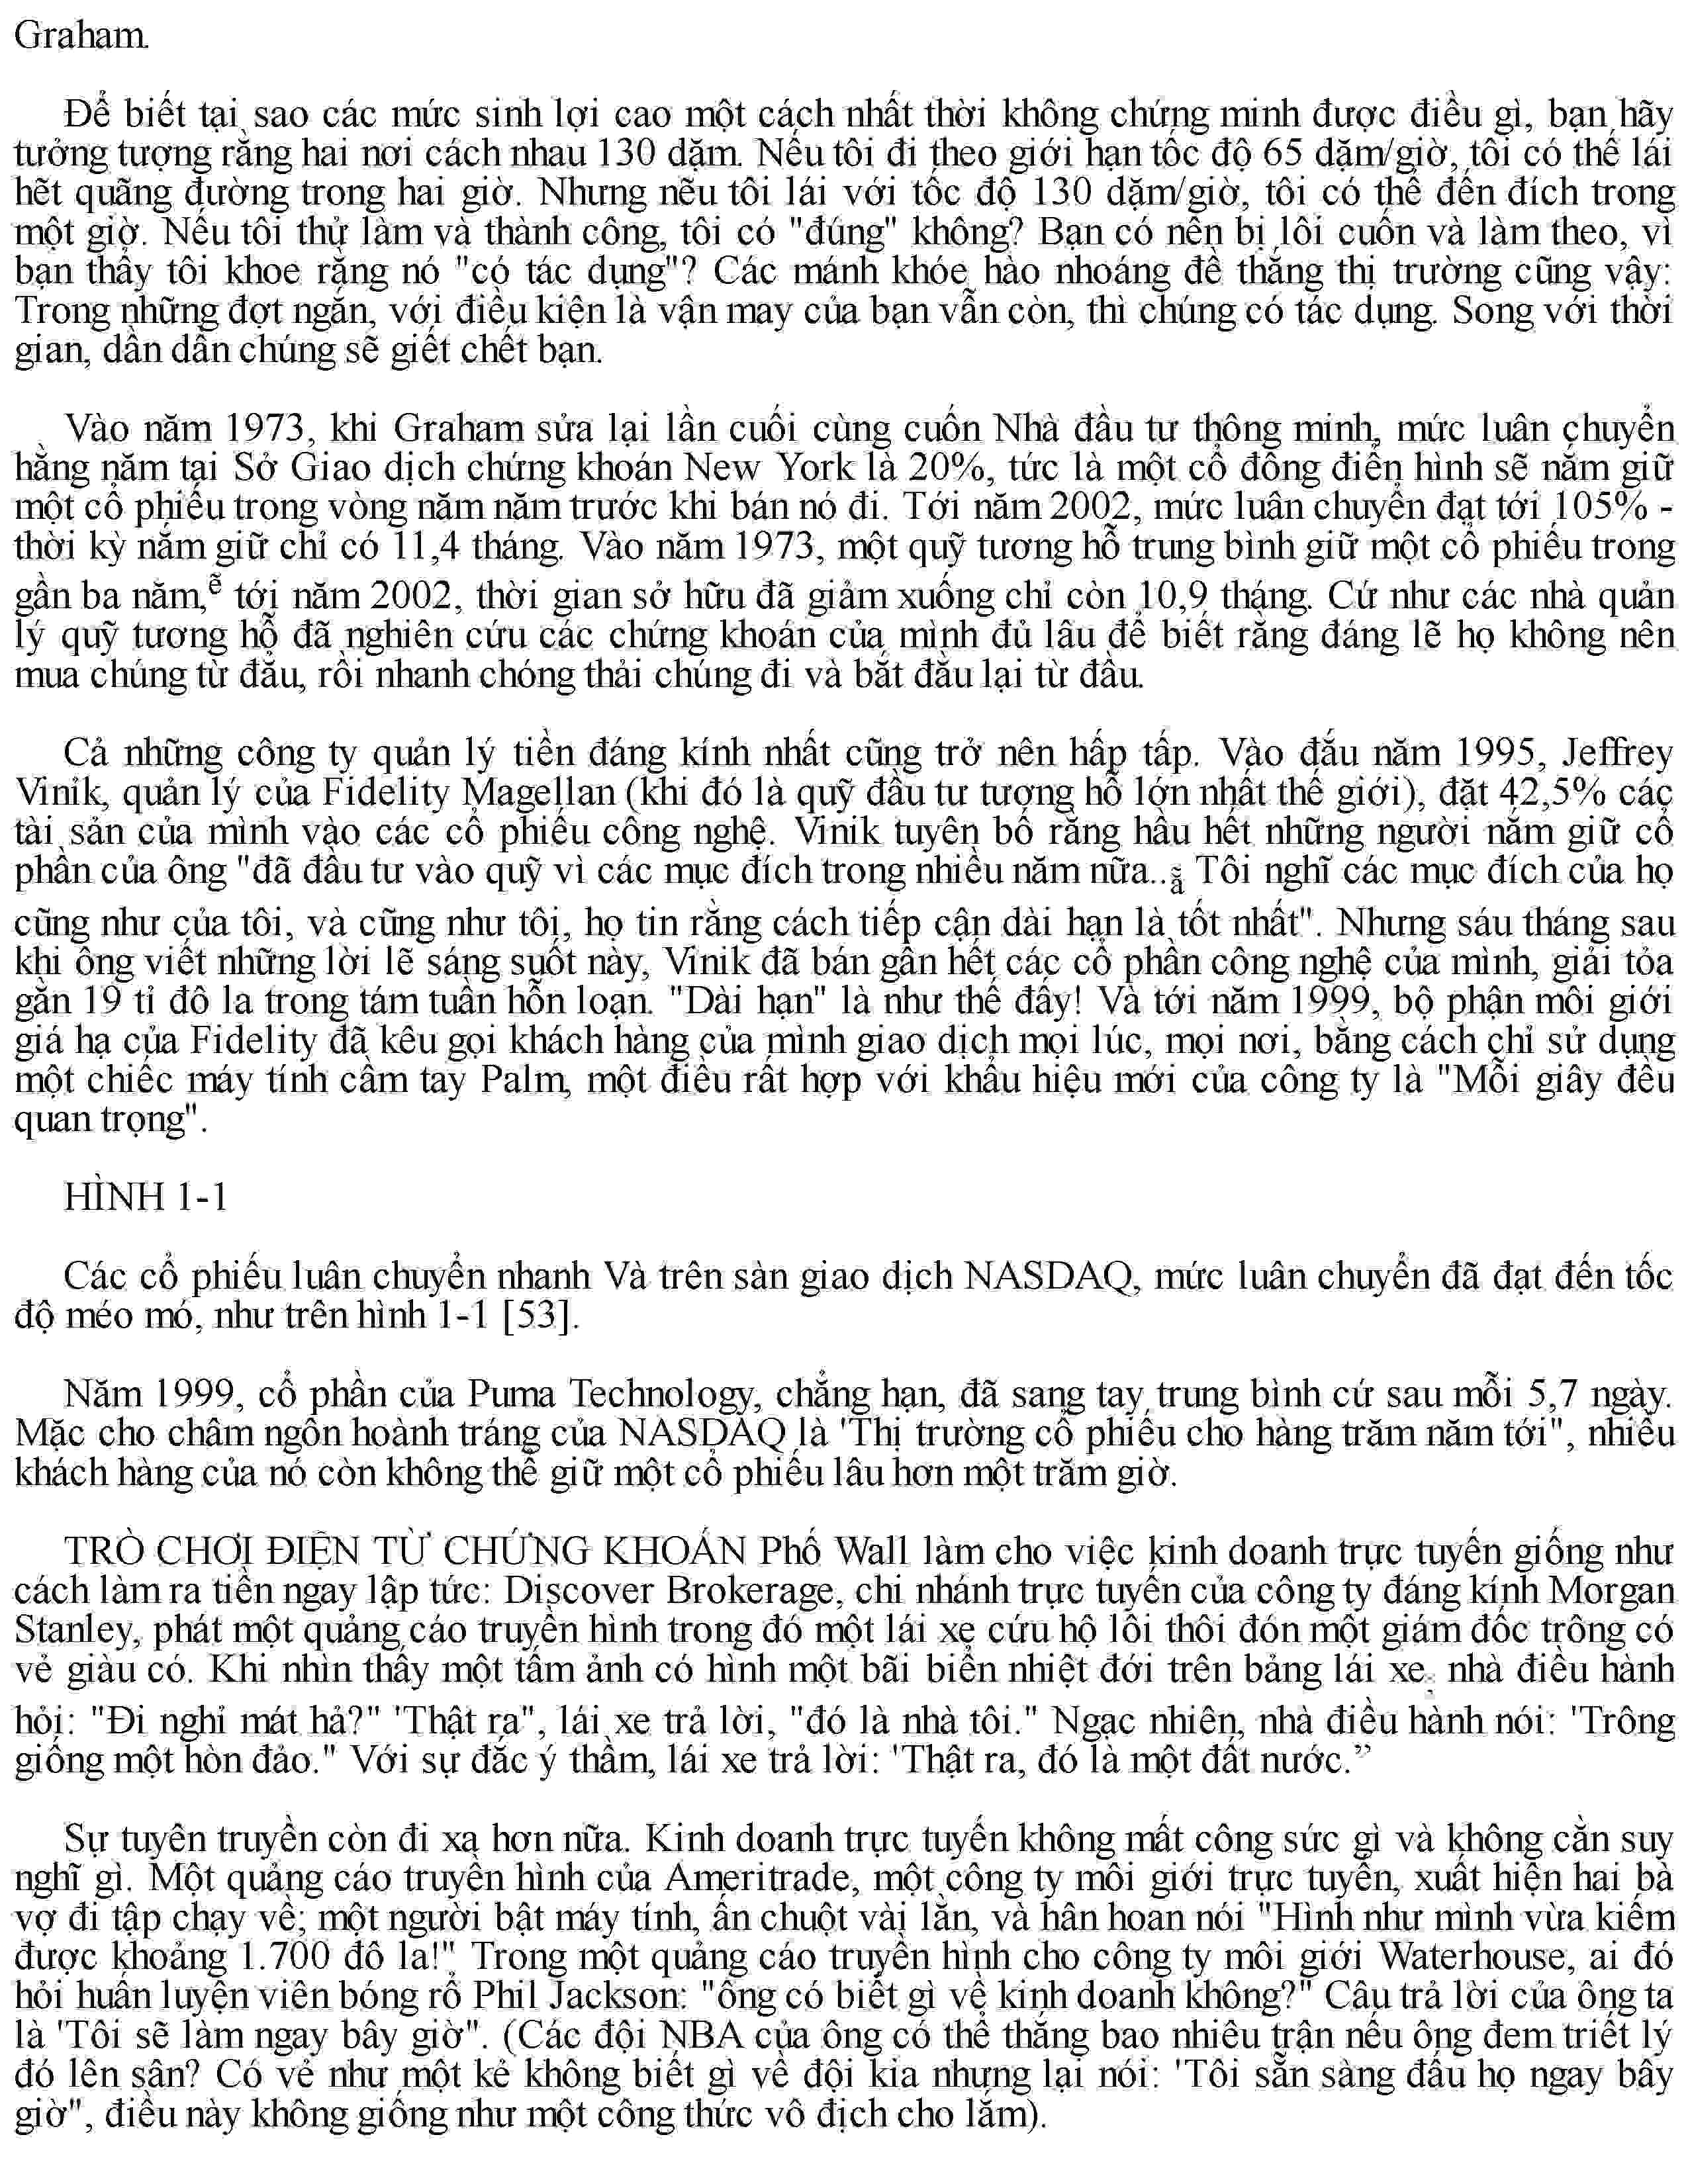 Graham.
Để biết tại sao các mức sinh lợi cao một cách nhất thời không chứng minh được điều gì, bạn hãy
tưởng tượng rằng hai nơi cách nhau 130 dặm. Nếu tôi đi theo giới hạn tốc độ 65 dặm/giờ, tôi có thể lái
hết quãng đường trong hai giờ. Nhưng nếu tôi lái với tốc độ 130 dặm/giờ, tôi có thể đến đích trong
một giờ. Nếu tôi thử làm và thành công, tôi có "đúng" không? Bạn có nên bị lôi cuốn và làm theo, vì
bạn thấy tôi khoe rằng nó "có tác dụng"? Các mánh khóe hào nhoáng để thắng thị trường cũng vậy:
Trong những đợt ngắn, với điều kiện là vận may của bạn vẫn còn, thì chúng có tác dụng. Song với thời
gian, dần dần chúng sẽ giết chết bạn.
Vào năm 1973, khi Graham sửa lại lần cuối cùng cuốn Nhà đầu tư thông minh, mức luân chuyển
hằng năm tại Sở Giao dịch chứng khoán New York là 20%, tức là một cổ đông điển hình sẽ nắm giữ
một cổ phiếu trong vòng năm năm trước khi bán nó đi. Tới năm 2002, mức luân chuyển đạt tới 105% -
thời kỳ nắm giữ chỉ có 11,4 tháng. Vào năm 1973, một quỹ tương hỗ trung bình giữ một cổ phiếu trong
gần ba năm,ễ tới năm 2002, thời gian sở hữu đã giảm xuống chỉ còn 10,9 tháng. Cứ như các nhà quản
lý quỹ tương hỗ đã nghiên cứu các chứng khoán của mình đủ lâu để biết rằng đáng lẽ họ không nên
mua chúng từ đầu, rồi nhanh chóng thải chúng đi và bắt đầu lại từ đầu.
Cả những công ty quản lý tiền đáng kính nhất cũng trở nên hấp tấp. Vào đắu năm 1995, Jeffrey
Vinik, quản lý của Fidelity Magellan (khi đó là quỹ đầu tư tương hỗ lớn nhất thế giới), đặt 42,5% các
tài sản của mình vào các cổ phiếu công nghệ. Vinik tuyên bố rằng hầu hết những người nắm giữ cổ
phần của ông "đã đầu tư vào quỹ vì các mục đích trong nhiều năm nữa.. Tôi nghĩ các mục đích của họ
cũng như của tôi, và cũng như tôi, họ tin rằng cách tiếp cận dài hạn là tốt nhất". Nhưng sáu tháng sau
khi ông viết những lời lẽ sáng suốt này, Vinik đã bán gần hết các cổ phần công nghệ của mình, giải tỏa
gần 19 tỉ đô la trong tám tuần hỗn loạn. "Dài hạn" là như thế đấy! Và tới năm 1999, bộ phận môi giới
giá hạ của Fidelity đã kêu gọi khách hàng của mình giao dịch mọi lúc, mọi nơi, bằng cách chỉ sử dụng
một chiếc máy tính cầm tay Palm, một điều rất hợp với khẩu hiệu mới của công ty là "Mỗi giây đều
quan trọng".
HÌNH 1-1
Các cổ phiếu luân chuyển nhanh Và trên sàn giao dịch NASDAQ, mức luân chuyển đã đạt đến tốc
độ méo mó, như trên hình 1-1 [53].
Năm 1999, cổ phần của Puma Technology, chẳng hạn, đã sang tay trung bình cứ sau mỗi 5,7 ngày.
Mặc cho châm ngôn hoành tráng của NASDAQ là 'Thị trường cổ phiếu cho hàng trăm năm tới", nhiều
khách hàng của nó còn không thể giữ một cổ phiếu lâu hơn một trăm giờ.
TRÒ CHƠI ĐIỆN TỪ CHỨNG KHOÁN Phố Wall làm cho việc kinh doanh trực tuyến giống như
cách làm ra tiền ngay lập tức: Discover Brokerage, chi nhánh trực tuyến của công ty đáng kính Morgan
Stanley, phát một quảng cáo truyền hình trong đó một lái xe cứu hộ lôi thôi đón một giám đốc trông có
vẻ giàu có. Khi nhìn thấy một tấm ảnh có hình một bãi biển nhiệt đới trên bảng lái xe, nhà điều hành
hỏi: "Đi nghỉ mát hả?" 'Thật ra", lái xe trả lời, "đó là nhà tôi." Ngạc nhiên, nhà điều hành nói: 'Trông
giống một hòn đảo." Với sự đắc ý thầm, lái xe trả lời: 'Thật ra, đó là một đất nước.”
Sự tuyên truyền còn đi xa hơn nữa. Kinh doanh trực tuyến không mất công sức gì và không cằn suy
nghĩ gì. Một quảng cáo truyền hình của Ameritrade, một công ty môi giới trực tuyến, xuất hiện hai bà
vợ đi tập chạy về; một người bật máy tính, ấn chuột vài lần, và hân hoan nói "Hình như mình vừa kiếm
được khoảng 1.700 đô la!" Trong một quảng cáo truyền hình cho công ty môi giới Waterhouse, ai đó
hỏi huấn luyện viên bóng rổ Phil Jackson: "ông có biết gì về kinh doanh không?" Câu trả lời của ông ta
là 'Tôi sẽ làm ngay bây giờ". (Các đội NBA của ông có thể thắng bao nhiêu trận nếu ông đem triết lý
đó lên sân? Có vẻ như một kẻ không biết gì về đội kia nhưng lại nói: 'Tôi sẵn sàng đấu họ ngay bây
giờ", điều này không giống như một công thức vô địch cho lắm).